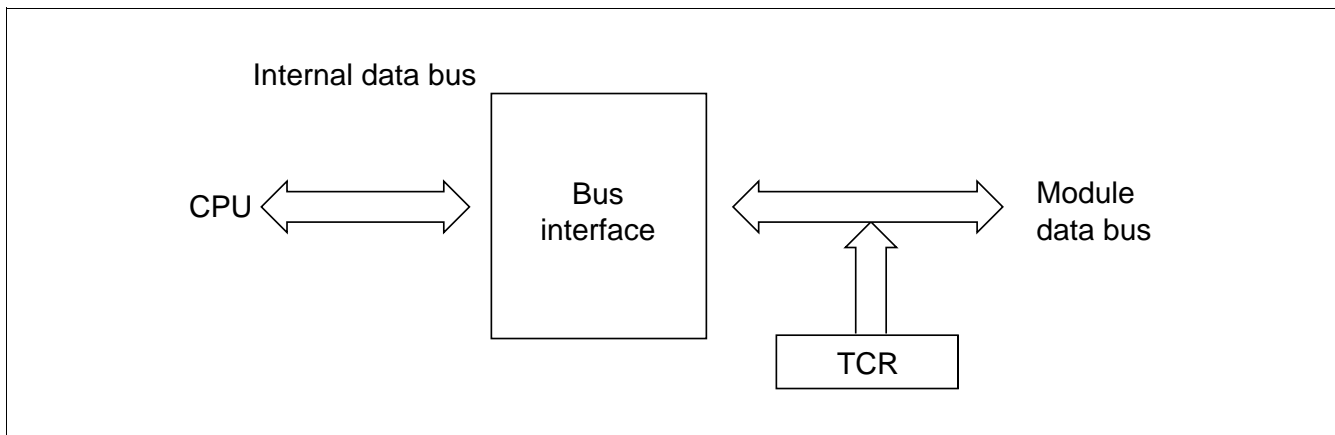 Internal data bus
CPU
Bus
interface
Module
data bus
TCR